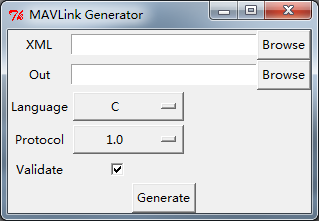 MAVLink Generator
XML Browse
Out Browse
Language C
Protocol 1.0
Validate
Generate